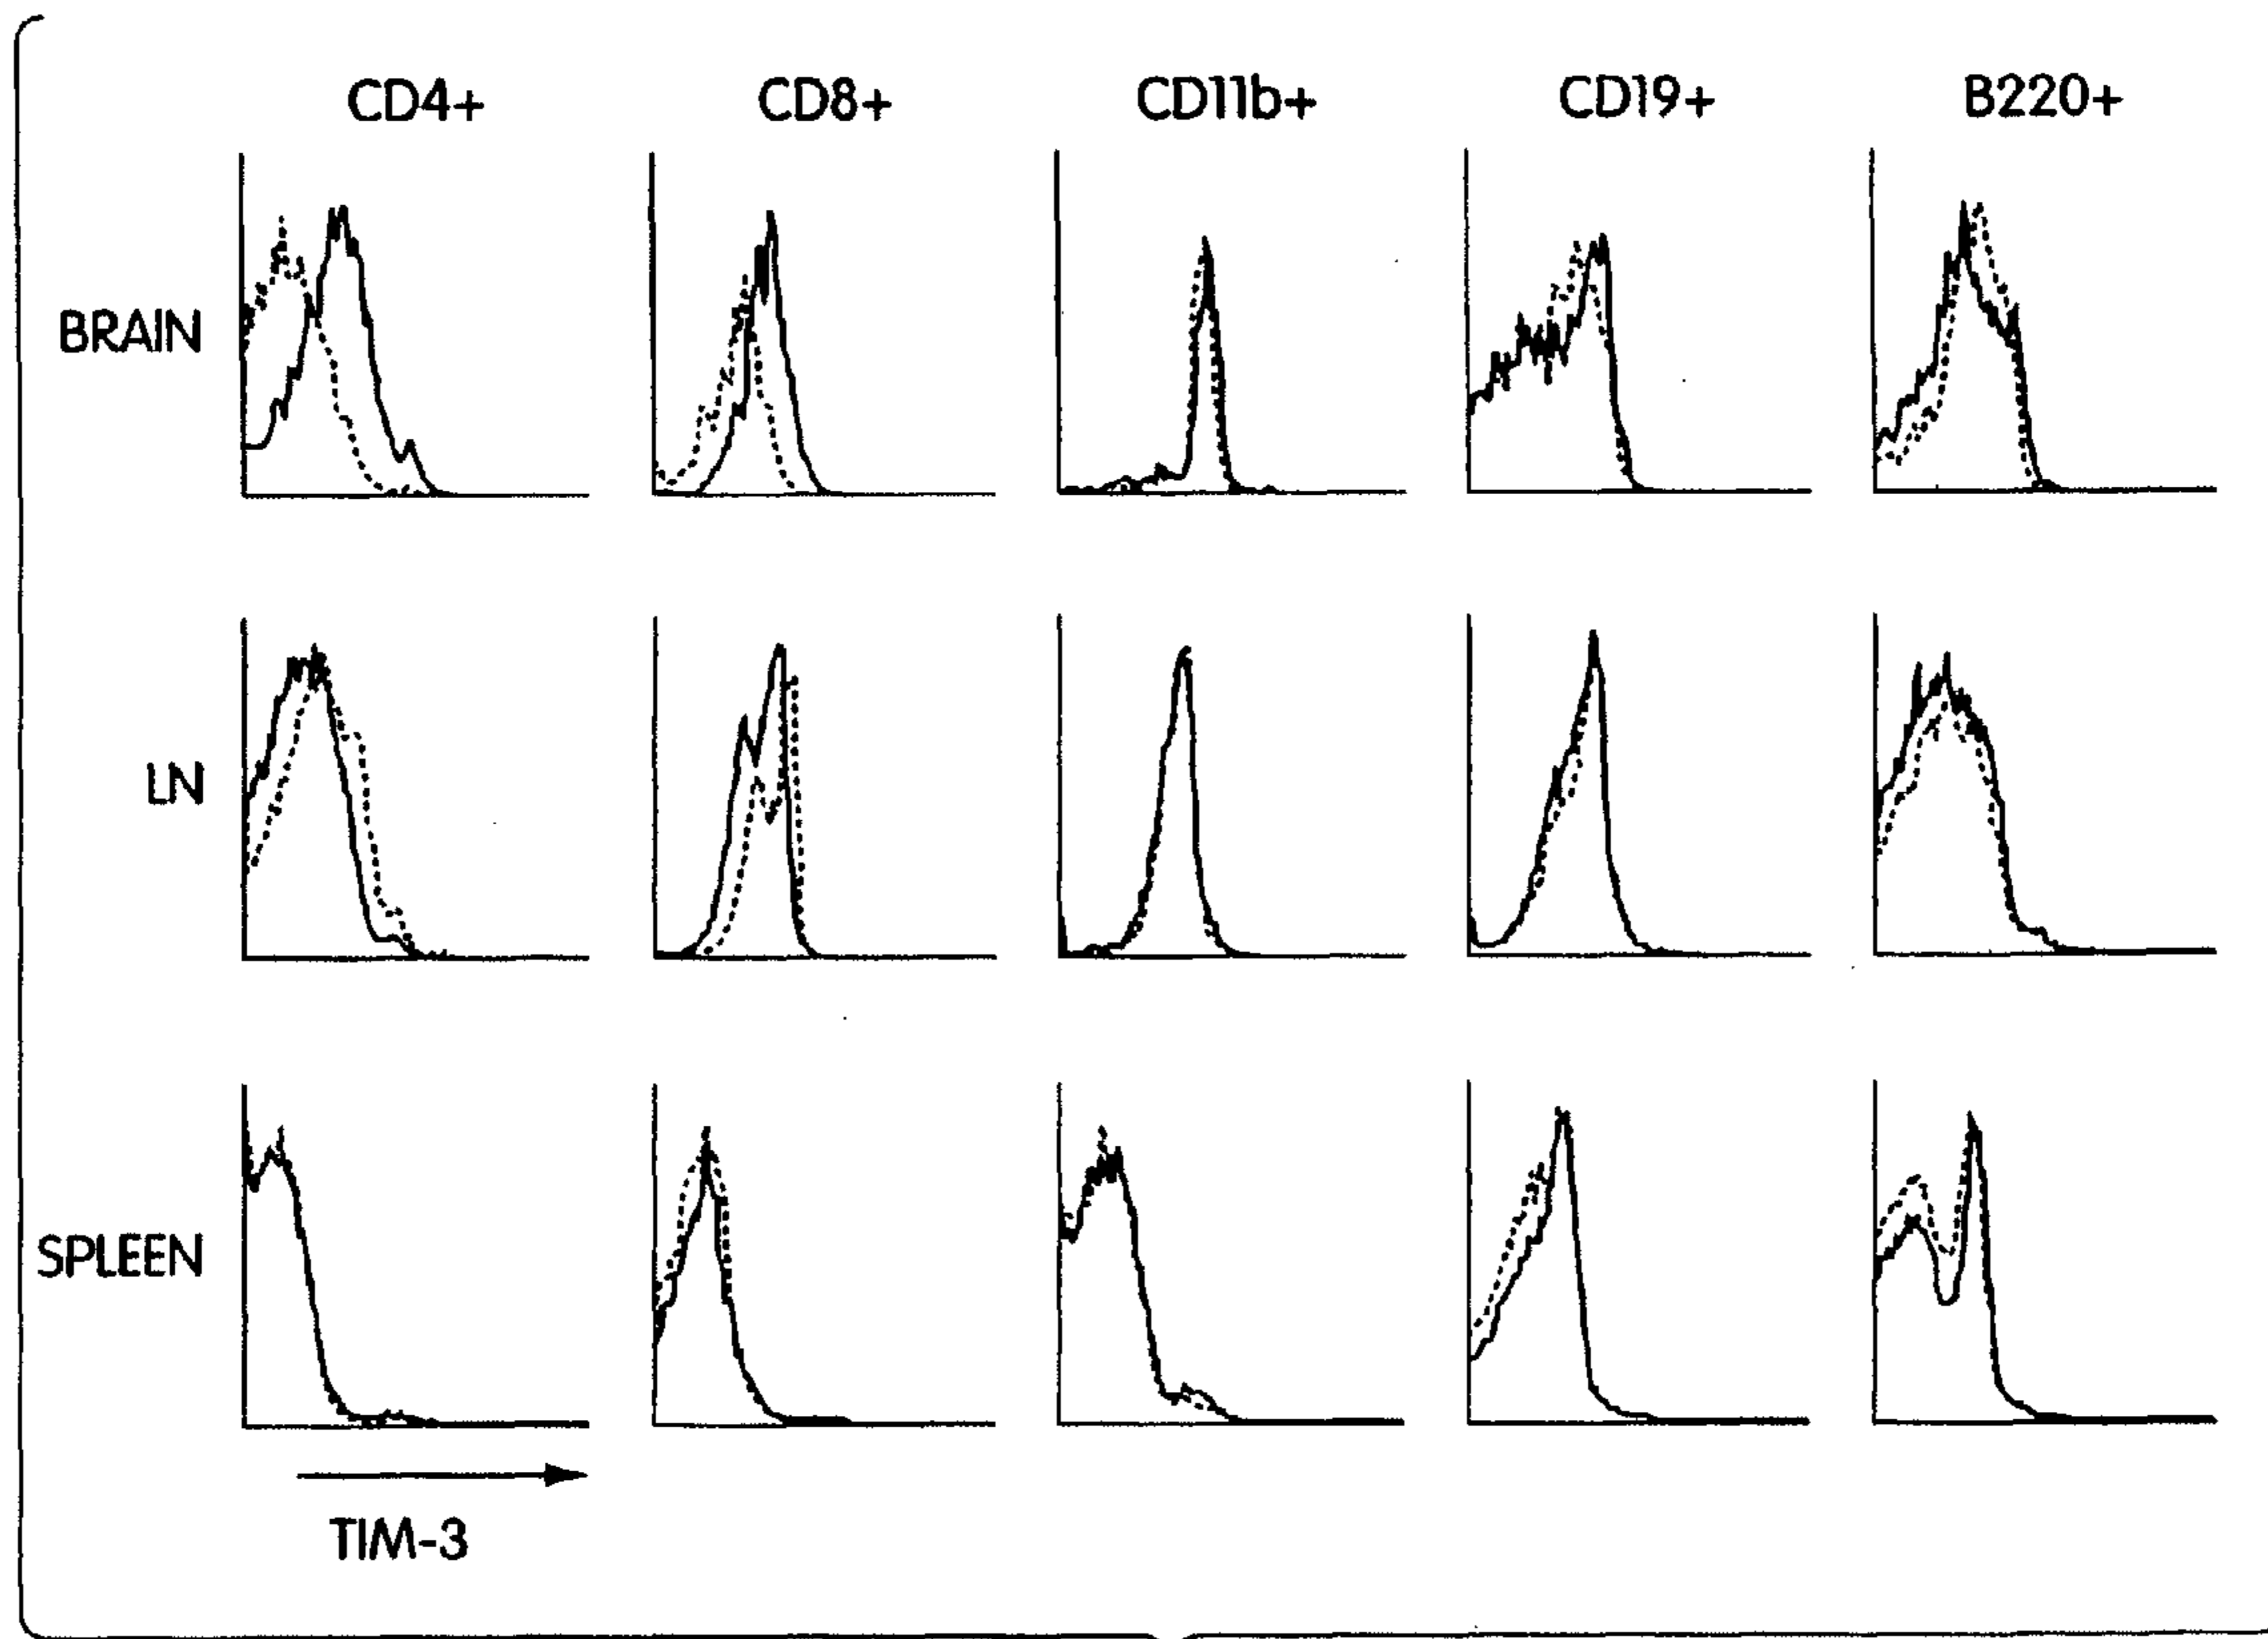 CD4+ CD8+ CD11b+ CD19+ B220+
BRAIN
LN
SPLEEN
TIM-3